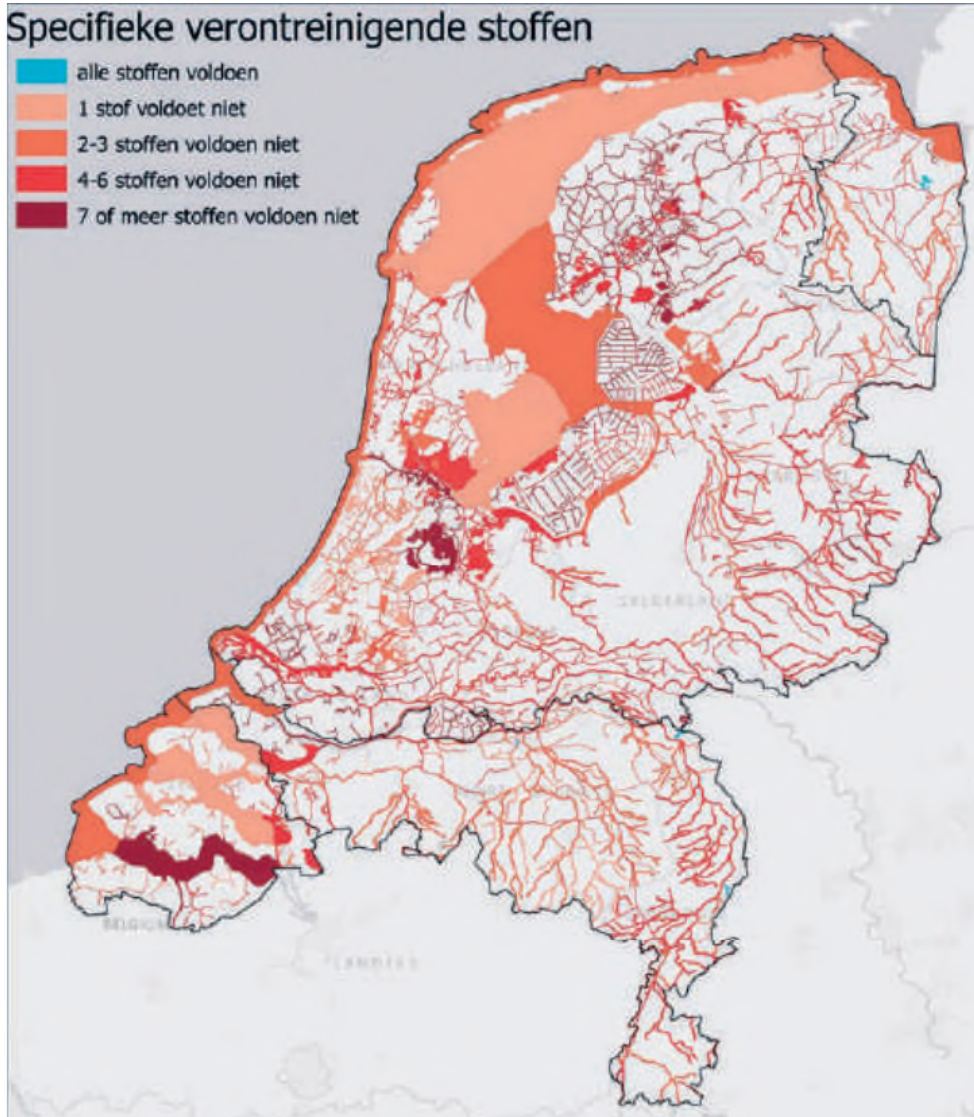 Specifieke verontreinigende stoffen
alle stoffen voldoen
1 stof voldoet niet
2-3 stoffen voldoen niet
4-6 stoffen voldoen niet
7 of meer stoffen voldoen niet
GELDERLAND